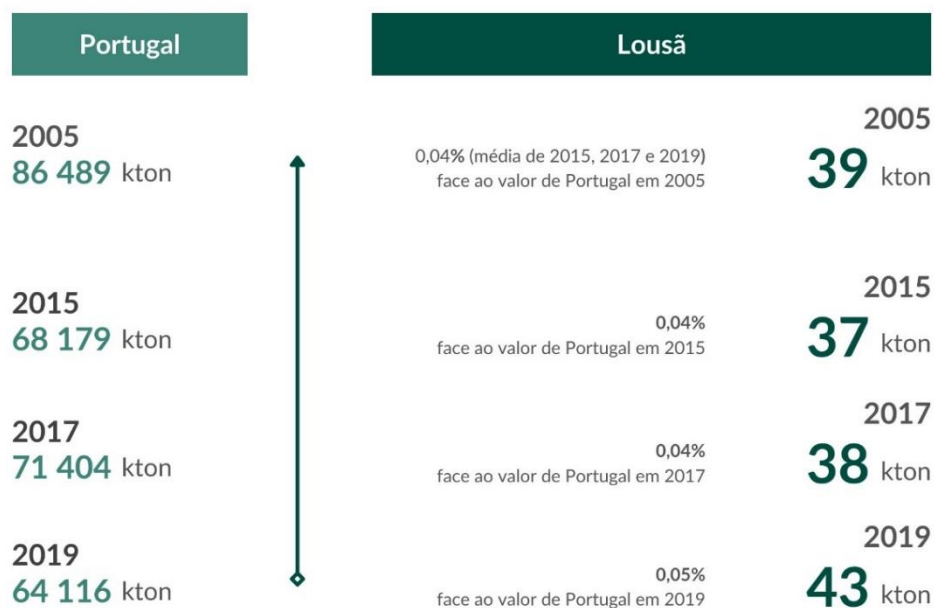 Portugal
Lousã
2005
86 489 kton
0,04% (média de 2015, 2017 e 2019)
face ao valor de Portugal em 2005
2005
39 kton
2015
68 179 kton
0,04%
face ao valor de Portugal em 2015
2015
37 kton
2017
71 404 kton
0,04%
face ao valor de Portugal em 2017
2017
38 kton
2019
64 116 kton
0,05%
face ao valor de Portugal em 2019
2019
43 kton